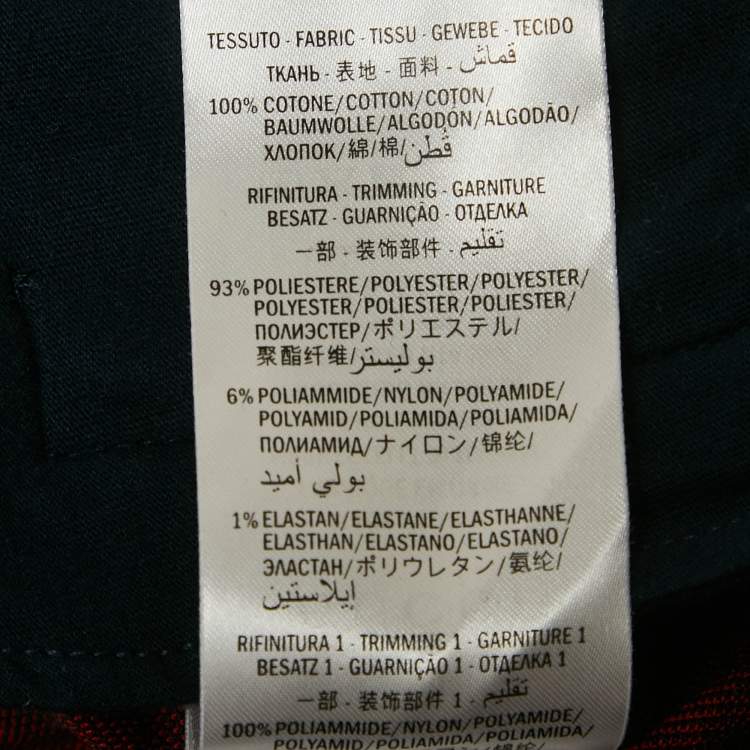 TESSUTO - FABRIC - TISSU - GEWEBE - TECIDO
ТКАНЬ - 表地 - 面料 - قماش
100% COTONE/COTTON/COTON/
BAUMWOLLE/ALGODÓN/ALGODÃO/
ХЛОПОК/綿/棉/قطن
RIFINITURA - TRIMMING - GARNITURE
BESATZ - GUARNIÇÃO - ОТДЕЛКА
一部 - 装饰部件 - تقليم
93% POLIESTERE/POLYESTER/POLYESTER/
POLYESTER/POLIESTER/POLIESTER/
ПОЛИЭСТЕР/ポリエステル/
聚酯纤维/بوليستر
6% POLIAMMIDE/NYLON/POLYAMIDE/
POLYAMID/POLIAMIDA/POLIAMIDA/
ПОЛИАМИД/ナイロン/锦纶/
بولي أميد
1% ELASTAN/ELASTANE/ELASTHANNE/
ELASTHAN/ELASTANO/ELASTANO/
ЭЛАСТАН/ポリウレタン/氨纶/
إيلاستين
RIFINITURA 1 - TRIMMING 1 - GARNITURE 1
BESATZ 1 - GUARNIÇÃO 1 - ОТДЕЛКА 1
一部 - 装饰部件 1 - تقليم
100% POLIAMMIDE/NYLON/POLYAMIDE/
POLYAMID/POLIAMIDA/POLIAMIDA/